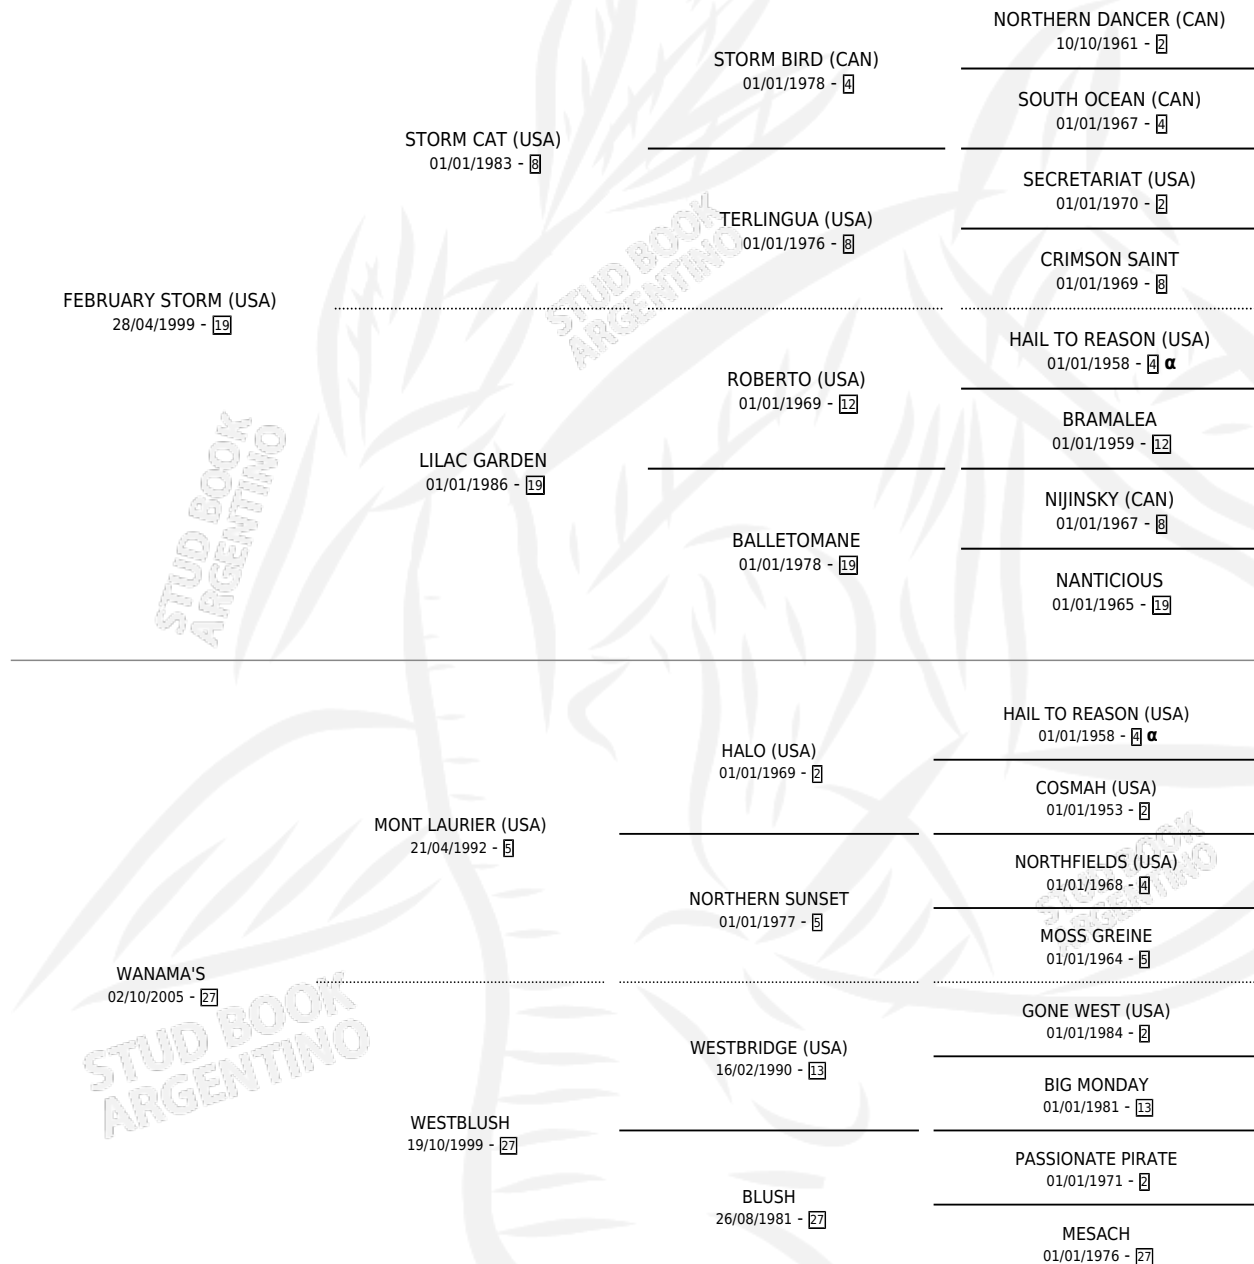 NORTHERN DANCER (CAN)
10/10/1961 - 2
STORM BIRD (CAN)
01/01/1978 - 4
SOUTH OCEAN (CAN)
01/01/1967 - 4
STORM CAT (USA)
01/01/1983 - 8
SECRETARIAT (USA)
01/01/1970 - 2
TERLINGUA (USA)
01/01/1976 - 8
CRIMSON SAINT
01/01/1969 - 8
FEBRUARY STORM (USA)
28/04/1999 - 19
HAIL TO REASON (USA)
01/01/1958 - 4 α
ROBERTO (USA)
01/01/1969 - 12
BRAMALEA
01/01/1959 - 12
LILAC GARDEN
01/01/1986 - 19
NIJINSKY (CAN)
01/01/1967 - 8
BALLETOMANE
01/01/1978 - 19
NANTICIOUS
01/01/1965 - 19
HAIL TO REASON (USA)
01/01/1958 - 4 α
HALO (USA)
01/01/1969 - 2
COSMAH (USA)
01/01/1953 - 2
MONT LAURIER (USA)
21/04/1992 - 5
NORTHFIELDS (USA)
01/01/1968 - 4
NORTHERN SUNSET
01/01/1977 - 5
MOSS GREINE
01/01/1964 - 5
WANAMA'S
02/10/2005 - 27
GONE WEST (USA)
01/01/1984 - 2
WESTBRIDGE (USA)
16/02/1990 - 13
BIG MONDAY
01/01/1981 - 13
WESTBLUSH
19/10/1999 - 27
PASSIONATE PIRATE
01/01/1971 - 2
BLUSH
26/08/1981 - 27
MESACH
01/01/1976 - 27
STUD BOOK
ARGENTINO
STUD BOOK
ARGENTINO
STUD BOOK
ARGENTINO
STUD BOOK
ARGENTINO